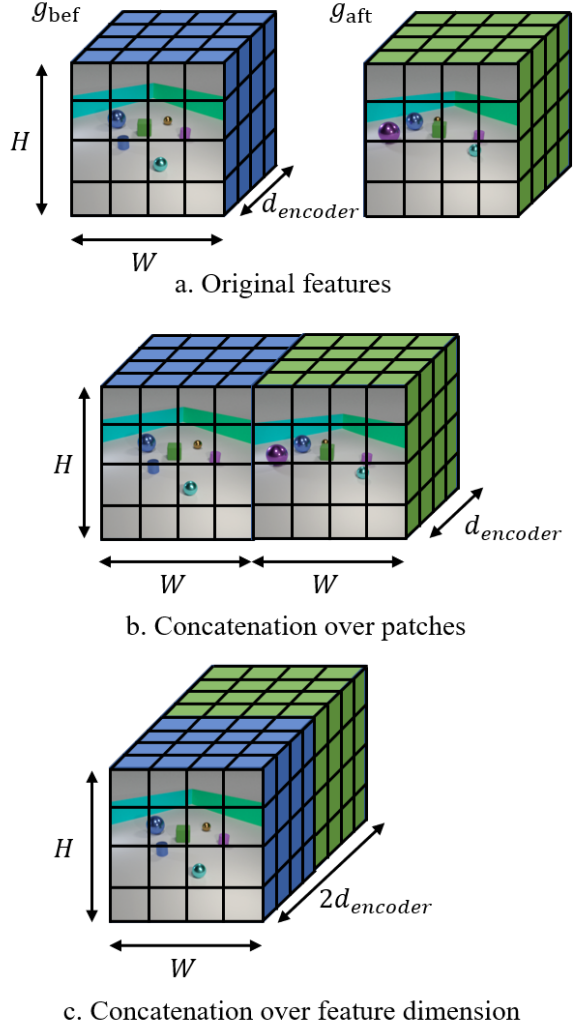 g_bef g_aft
H
d_encoder
W
a. Original features
H
d_encoder
W W
b. Concatenation over patches
H
2d_encoder
W
c. Concatenation over feature dimension